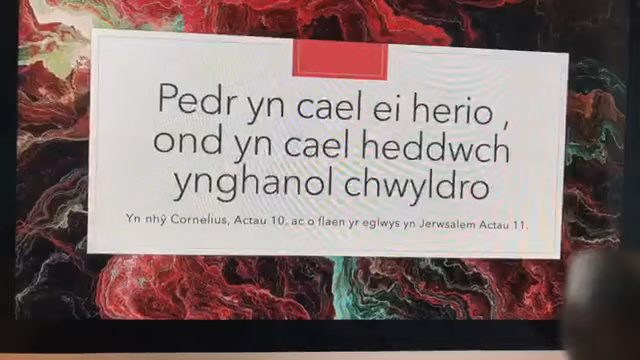 Pedr yn cael ei herio ,
ond yn cael heddwch
ynghanol chwyldro
Yn nhŷ Cornelius, Actau 10, ac o flaen yr eglwys yn Jerwsalem Actau 11.